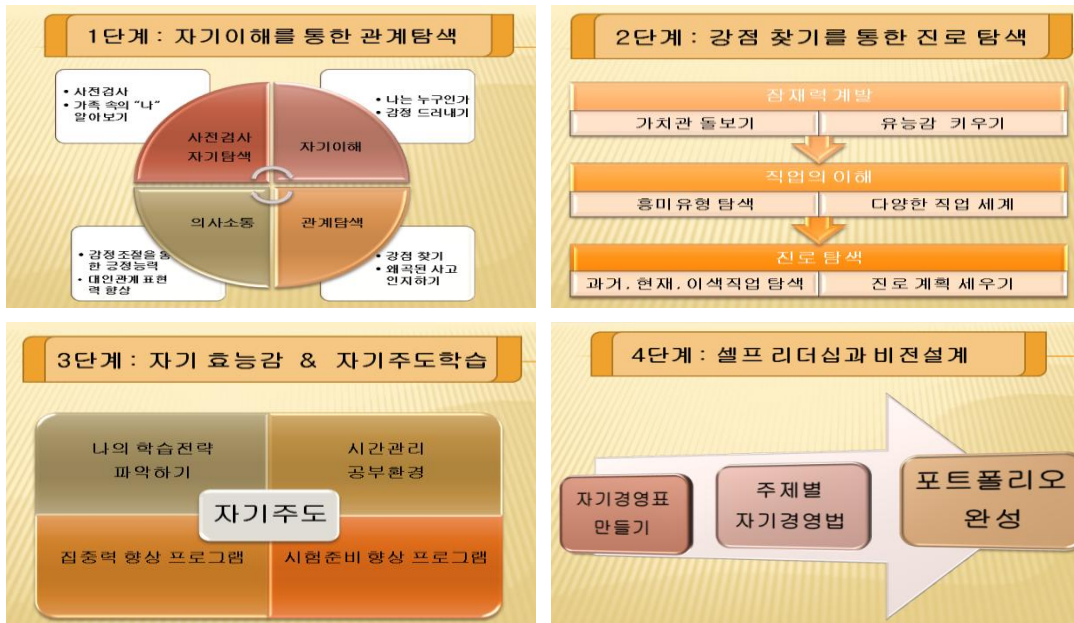 1단계 : 자기이해를 통한 관계탐색
• 사전검사
• 가족 속의 "나"
알아보기
• 나는 누구인가
• 감정 드러내기
사전검사
자기탐색
자기이해
의사소통
관계탐색
• 감정조절을 통
한 긍정능력
• 대인관계 표현
력 향상
• 강점 찾기
• 왜곡된 사고
인지하기
2단계 : 강점 찾기를 통한 진로 탐색
잠재력 계발
가치관 돌보기
유능감 키우기
직업의 이해
흥미유형 탐색
다양한 직업 세계
진로 탐색
과거, 현재, 이색직업 탐색
진로 계획 세우기
3단계 : 자기 효능감 & 자기주도학습
나의 학습전략
파악하기
시간관리
공부환경
자기주도
집중력 향상 프로그램
시험준비 향상 프로그램
4단계 : 셀프 리더십과 비전설계
자기경영표
만들기
주제별
자기경영법
포트폴리오
완성